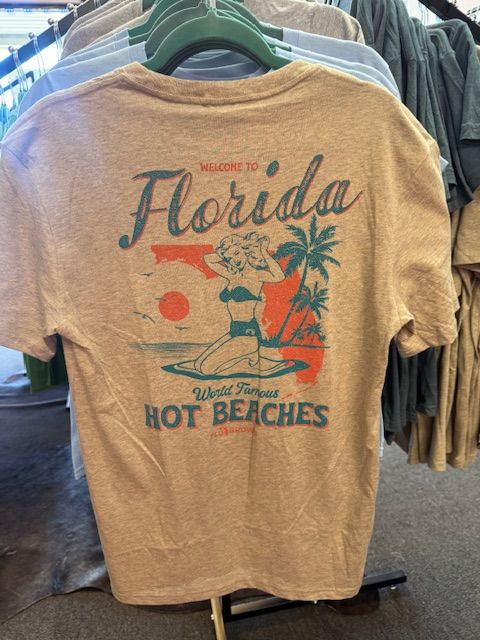 WELCOME TO
Florida
World Famous
HOT BEACHES